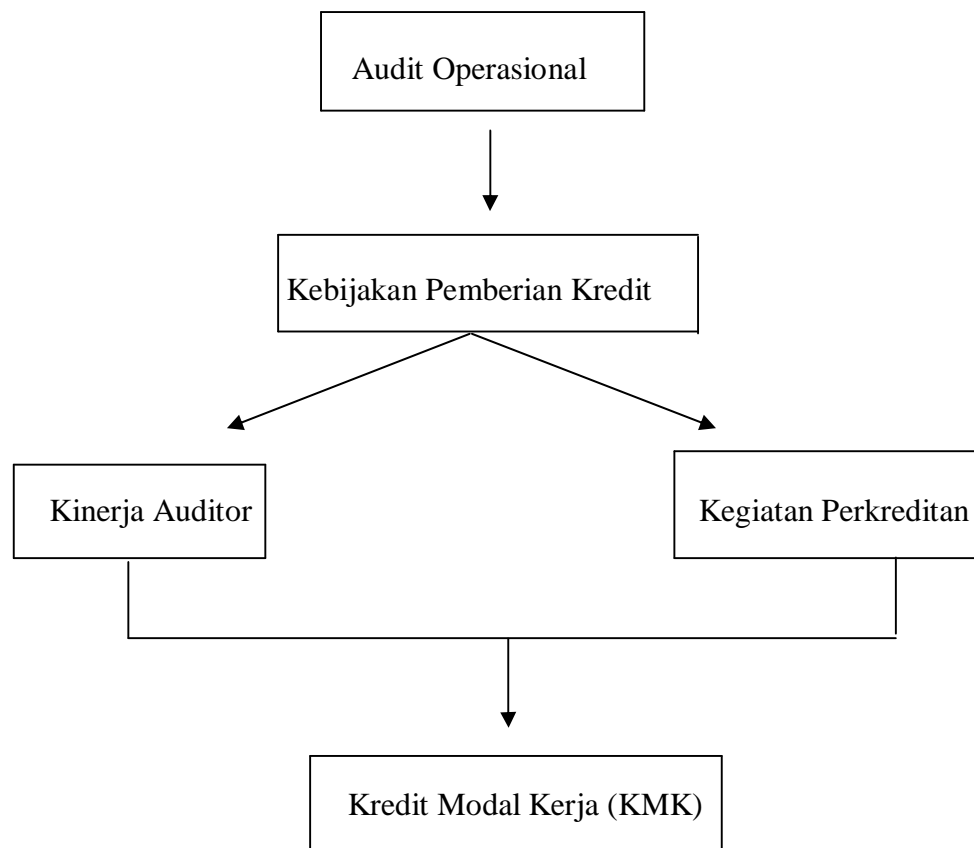 Audit Operasional
Kebijakan Pemberian Kredit
Kinerja Auditor
Kegiatan Perkreditan
Kredit Modal Kerja (KMK)